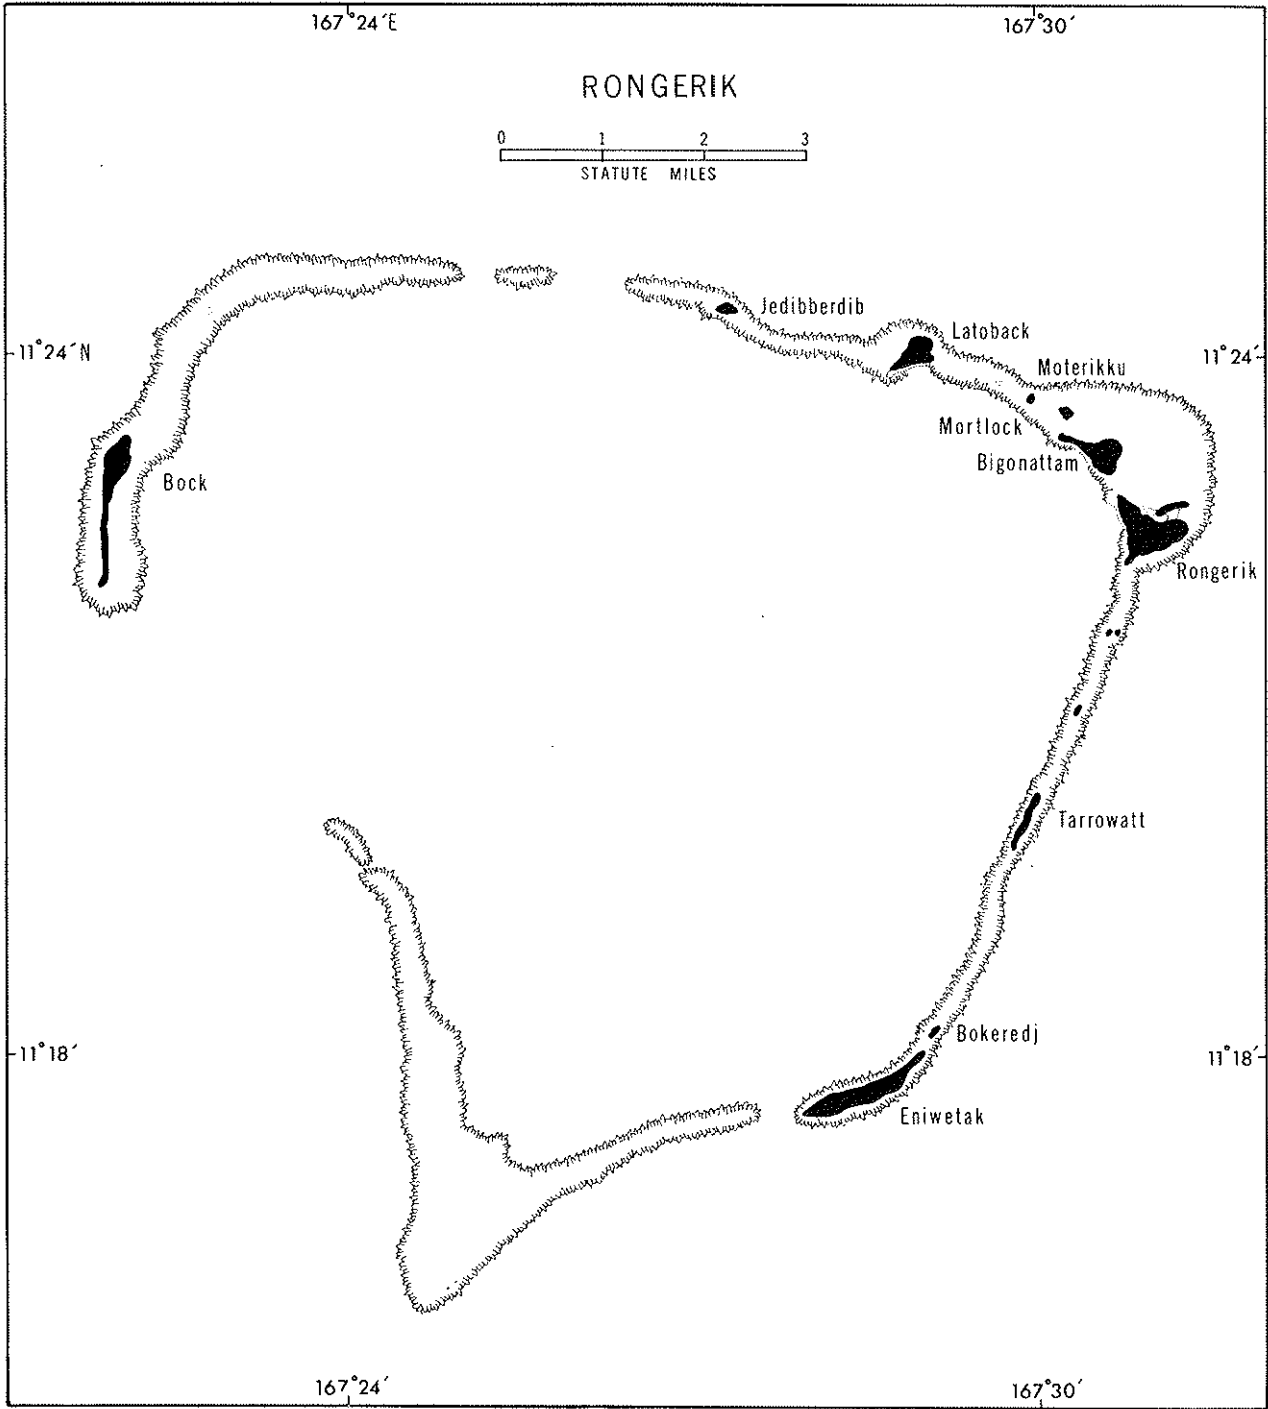 167°24′E
167°30′
RONGERIK
0 1 2 3
STATUTE MILES
Jedibberdib
Latoback
11°24′N
11°24′
Moterikku
Mortlock
Bigonattam
Bock
Rongerik
Tarrowatt
Bokeredj
11°18′
11°18′
Eniwetak
167°24′
167°30′